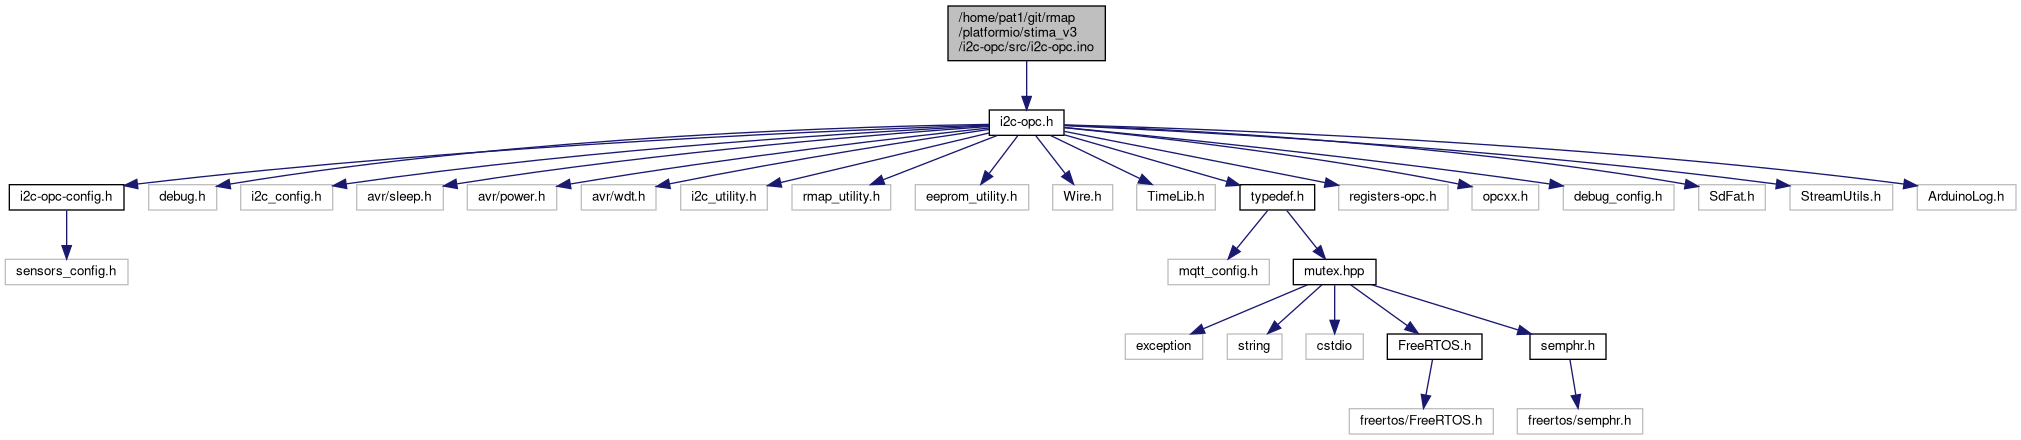 /home/pat1/git/rmap
/platformio/stima_v3
/i2c-opc/src/i2c-opc.ino
i2c-opc.h
i2c-opc-config.h
debug.h
i2c_config.h
avr/sleep.h
avr/power.h
avr/wdt.h
i2c_utility.h
rmap_utility.h
eeprom_utility.h
Wire.h
TimeLib.h
typedef.h
registers-opc.h
opcxx.h
debug_config.h
SdFat.h
StreamUtils.h
ArduinoLog.h
sensors_config.h
mqtt_config.h
mutex.hpp
exception
string
cstdio
FreeRTOS.h
semphr.h
freertos/FreeRTOS.h
freertos/semphr.h